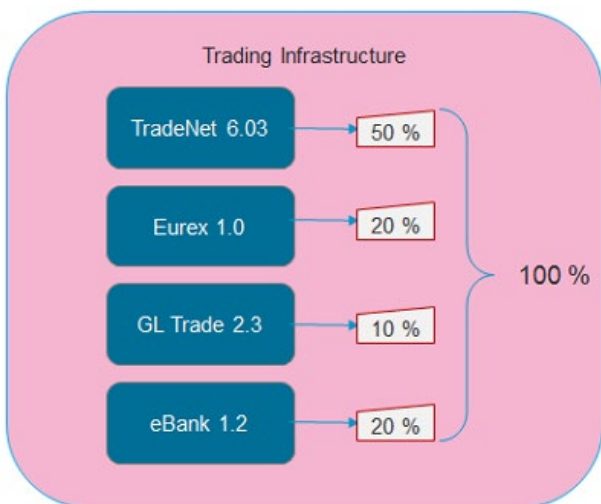 Trading Infrastructure
TradeNet 6.03
50 %
Eurex 1.0
20 %
100 %
GL Trade 2.3
10 %
eBank 1.2
20 %